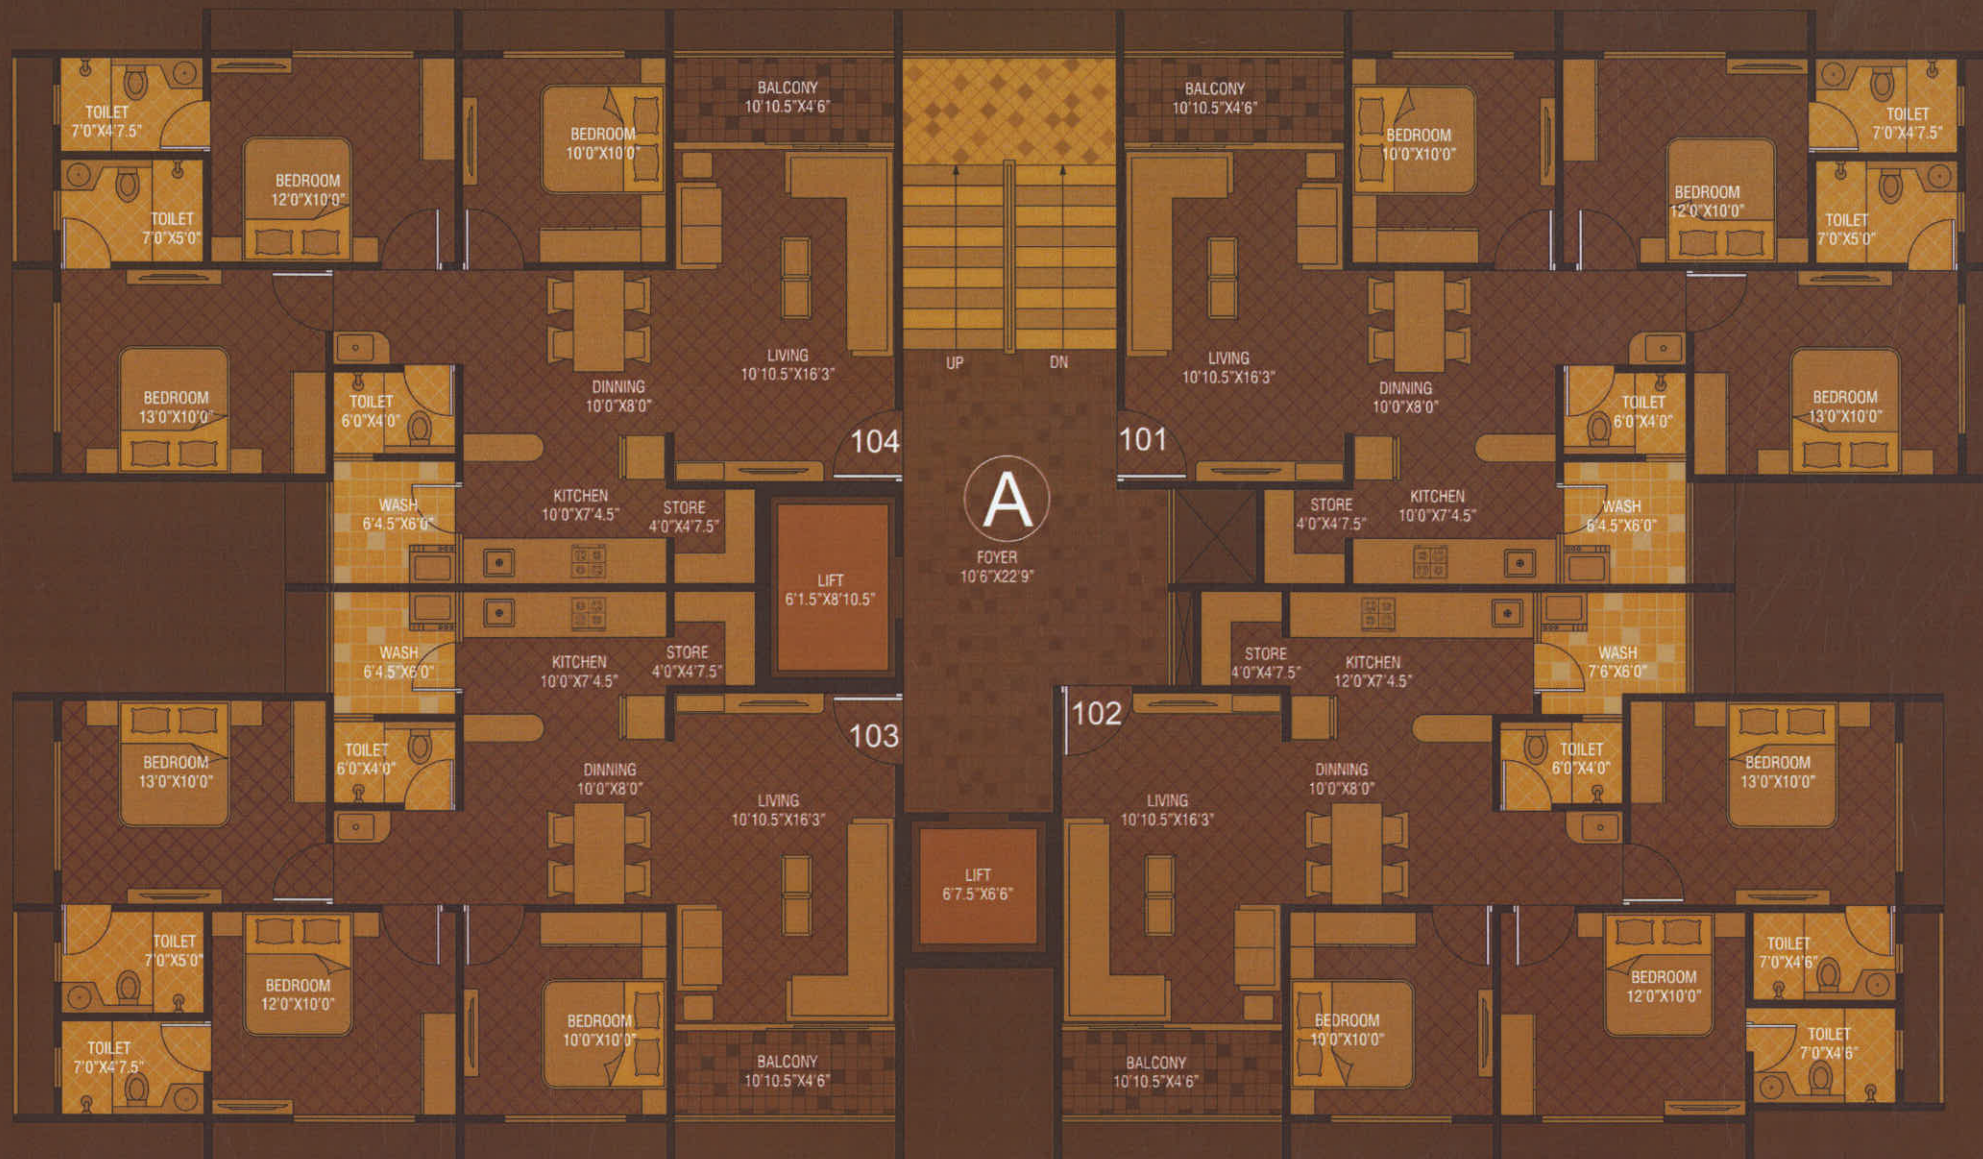 TOILET
7'0"X4'7.5"
TOILET
7'0"X5'0"
BEDROOM
12'0"X10'0"
BEDROOM
10'0"X10'0"
BALCONY
10'10.5"X4'6"
BEDROOM
13'0"X10'0"
TOILET
6'0"X4'0"
DINNING
10'0"X8'0"
LIVING
10'10.5"X16'3"
104
WASH
6'4.5"X6'0"
KITCHEN
10'0"X7'4.5"
STORE
4'0"X4'7.5"
UP
DN
A
FOYER
10'6"X22'9"
LIFT
6'1.5"X8'10.5"
BALCONY
10'10.5"X4'6"
BEDROOM
10'0"X10'0"
BEDROOM
12'0"X10'0"
TOILET
7'0"X4'7.5"
TOILET
7'0"X5'0"
LIVING
10'10.5"X16'3"
DINNING
10'0"X8'0"
TOILET
6'0"X4'0"
BEDROOM
13'0"X10'0"
101
STORE
4'0"X4'7.5"
KITCHEN
10'0"X7'4.5"
WASH
6'4.5"X6'0"
WASH
6'4.5"X6'0"
KITCHEN
10'0"X7'4.5"
STORE
4'0"X4'7.5"
103
BEDROOM
13'0"X10'0"
TOILET
6'0"X4'0"
DINNING
10'0"X8'0"
LIVING
10'10.5"X16'3"
TOILET
7'0"X5'0"
TOILET
7'0"X4'7.5"
BEDROOM
12'0"X10'0"
BEDROOM
10'0"X10'0"
BALCONY
10'10.5"X4'6"
LIFT
6'7.5"X6'6"
STORE
4'0"X4'7.5"
KITCHEN
12'0"X7'4.5"
WASH
7'6"X6'0"
102
LIVING
10'10.5"X16'3"
DINNING
10'0"X8'0"
TOILET
6'0"X4'0"
BEDROOM
13'0"X10'0"
BALCONY
10'10.5"X4'6"
BEDROOM
10'0"X10'0"
BEDROOM
12'0"X10'0"
TOILET
7'0"X4'6"
TOILET
7'0"X4'6"